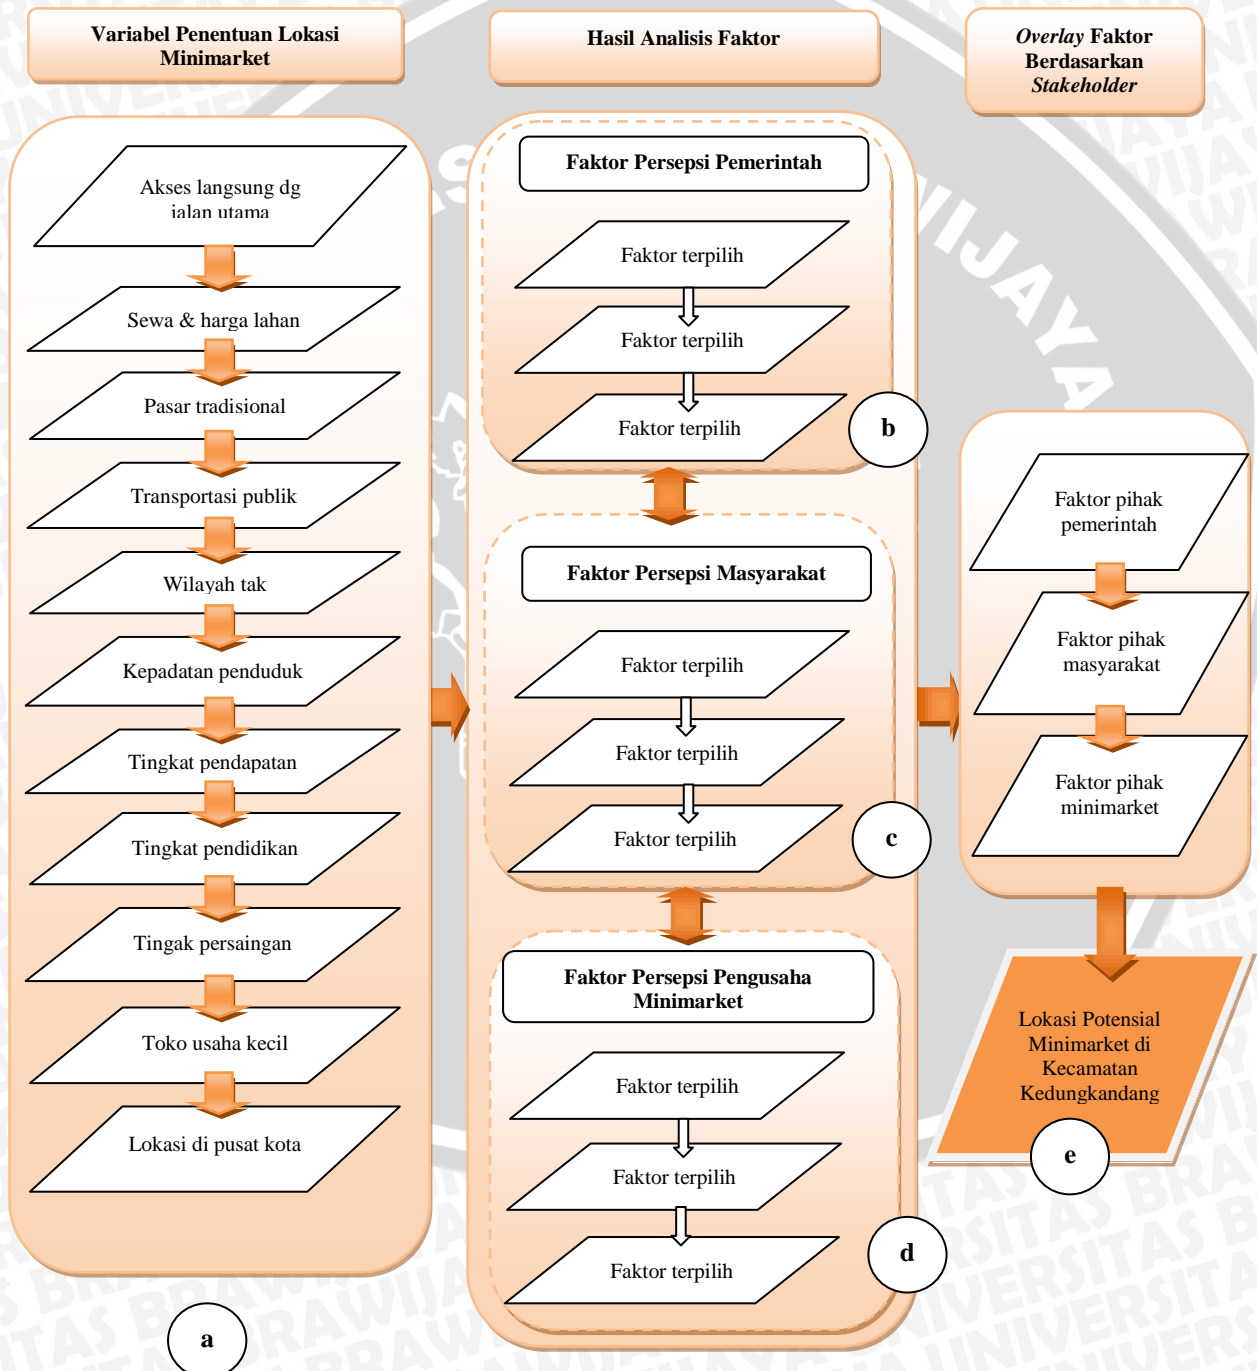 Variabel Penentuan Lokasi
Minimarket
Hasil Analisis Faktor
Overlay Faktor
Berdasarkan
Stakeholder
Akses langsung dg
jalan utama
Sewa & harga lahan
Pasar tradisional
Transportasi publik
Wilayah tak
Kepadatan penduduk
Tingkat pendapatan
Tingkat pendidikan
Tingak persaingan
Toko usaha kecil
Lokasi di pusat kota
a
Faktor Persepsi Pemerintah
Faktor terpilih
Faktor terpilih
Faktor terpilih
b
Faktor Persepsi Masyarakat
Faktor terpilih
Faktor terpilih
Faktor terpilih
c
Faktor Persepsi Pengusaha
Minimarket
Faktor terpilih
Faktor terpilih
Faktor terpilih
d
Faktor pihak
pemerintah
Faktor pihak
masyarakat
Faktor pihak
minimarket
Lokasi Potensial
Minimarket di
Kecamatan
Kedungkandang
e